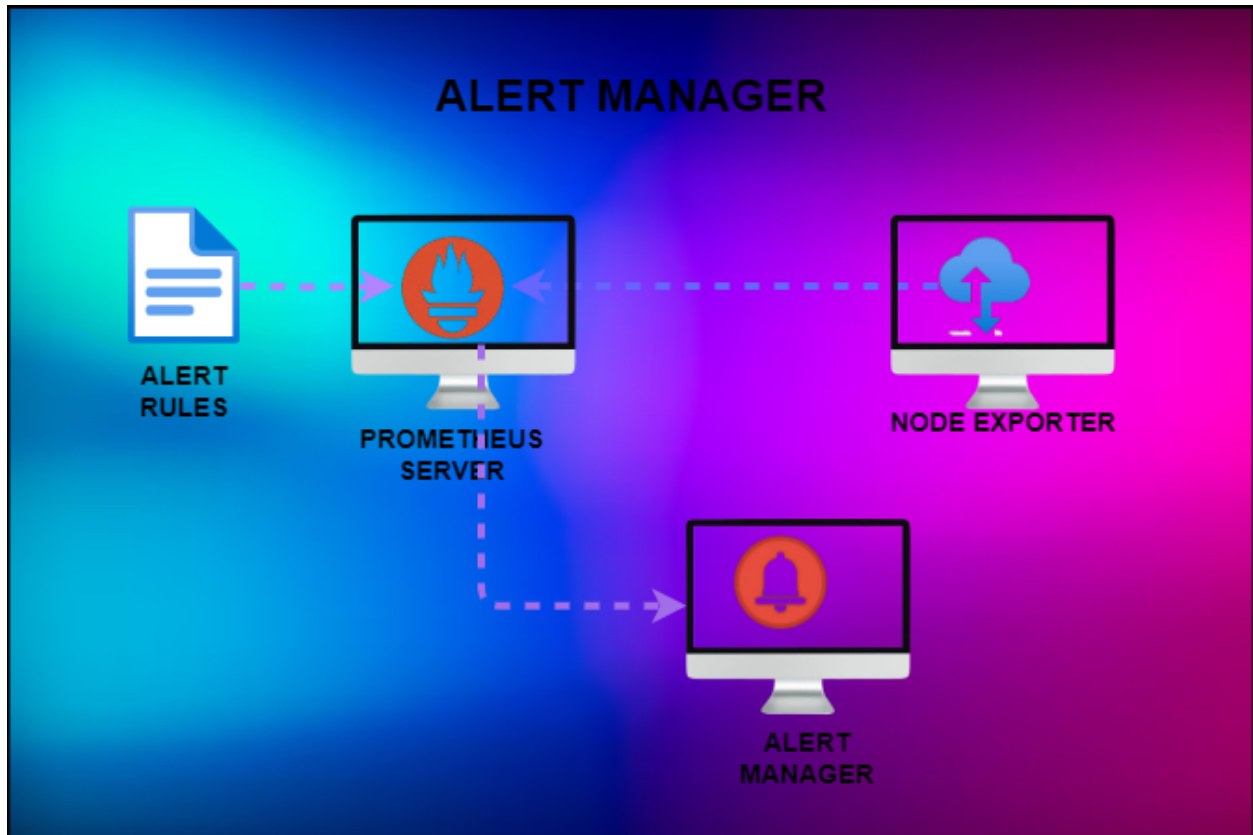 ALERT MANAGER
ALERT
RULES
PROMETHEUS
SERVER
NODE EXPORTER
ALERT
MANAGER